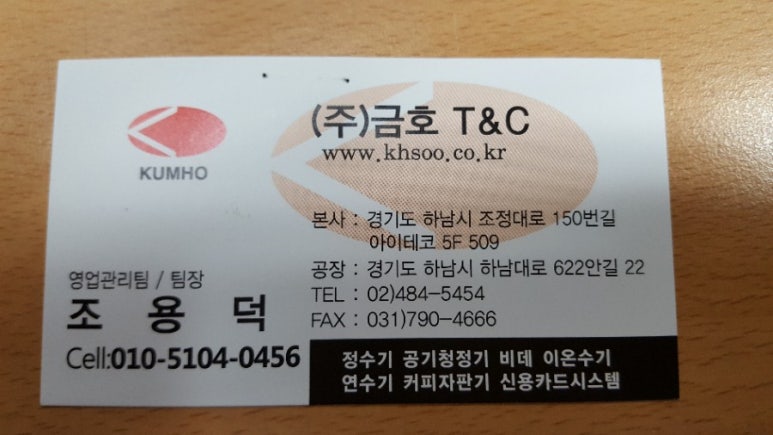 KUMHO
(주)금호 T&C
www.khsoo.co.kr
본사 : 경기도 하남시 조정대로 150번길
아이테코 5F 509
공장 : 경기도 하남시 하남대로 622안길 22
TEL : 02)484-5454
FAX : 031)790-4666
영업관리팀 / 팀장
조 용 덕
Cell:010-5104-0456
정수기 공기청정기 비데 이온수기
연수기 커피자판기 신용카드시스템